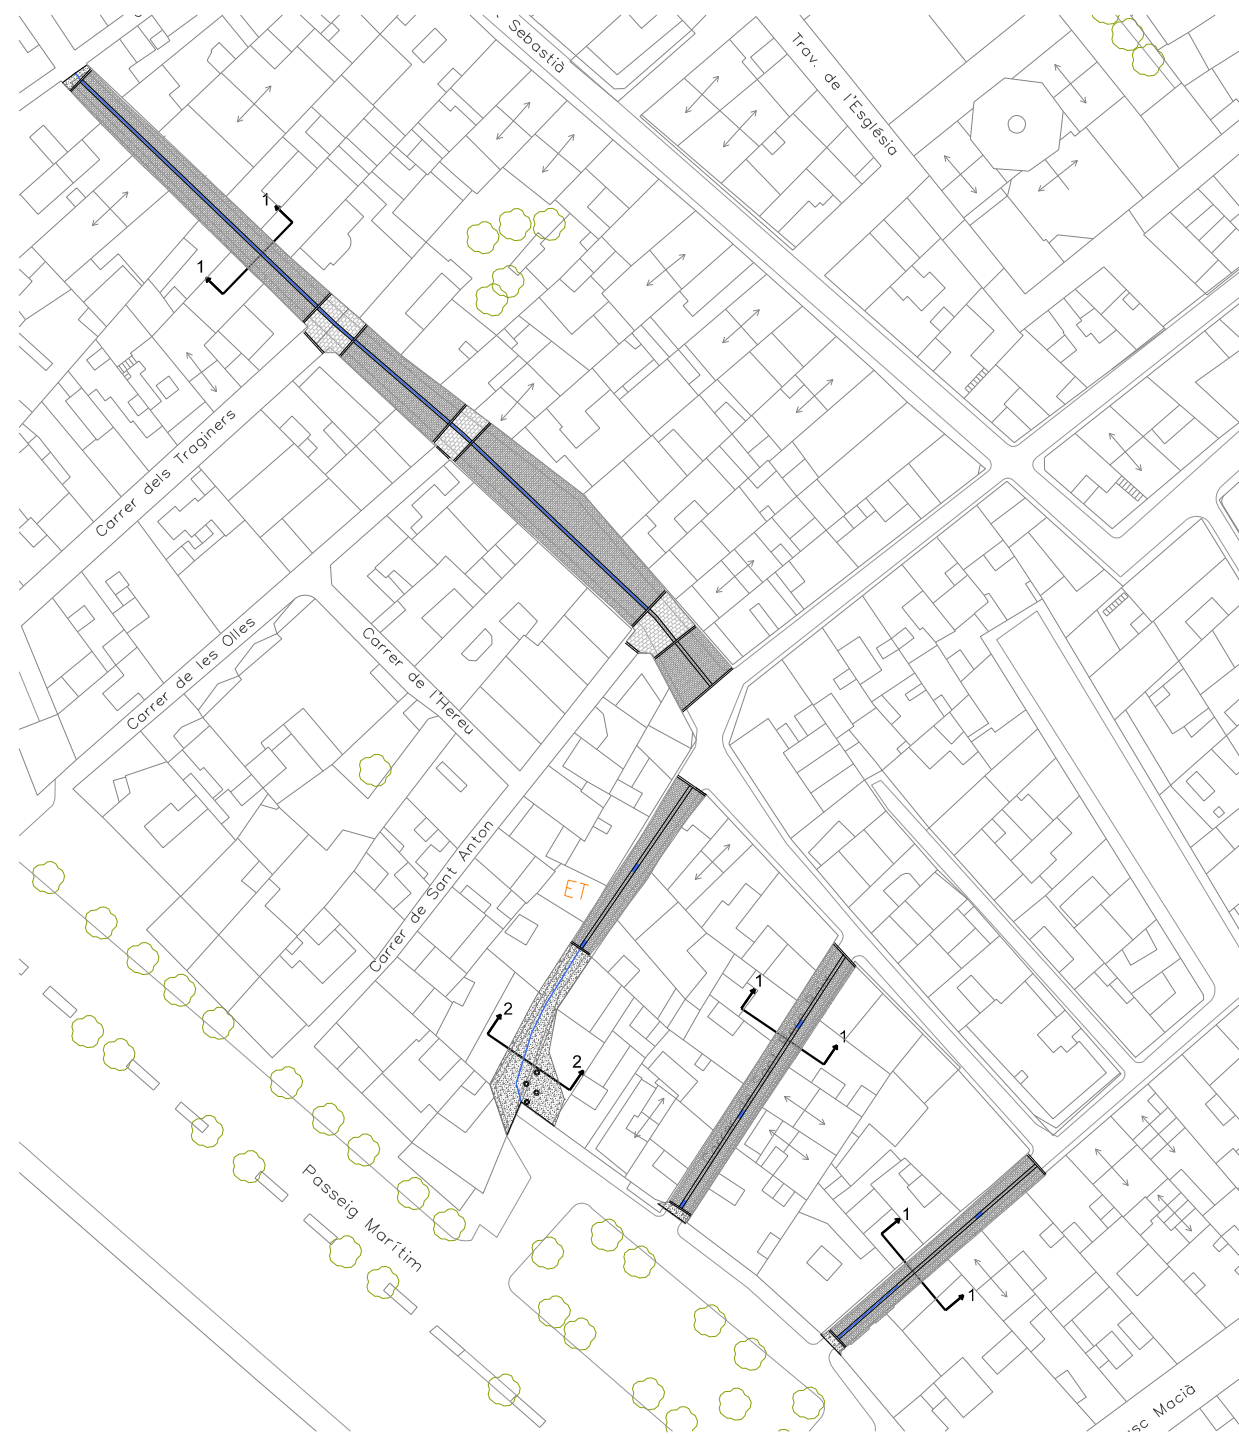 Sebastià
Trav. de l'Església
1
1
Carrer dels Traginers
Carrer de les Olles
Carrer de l'Hereu
Carrer de Sant Anton
ET
2
2
1
1
Passeig Marítim
1
1
sc Macià